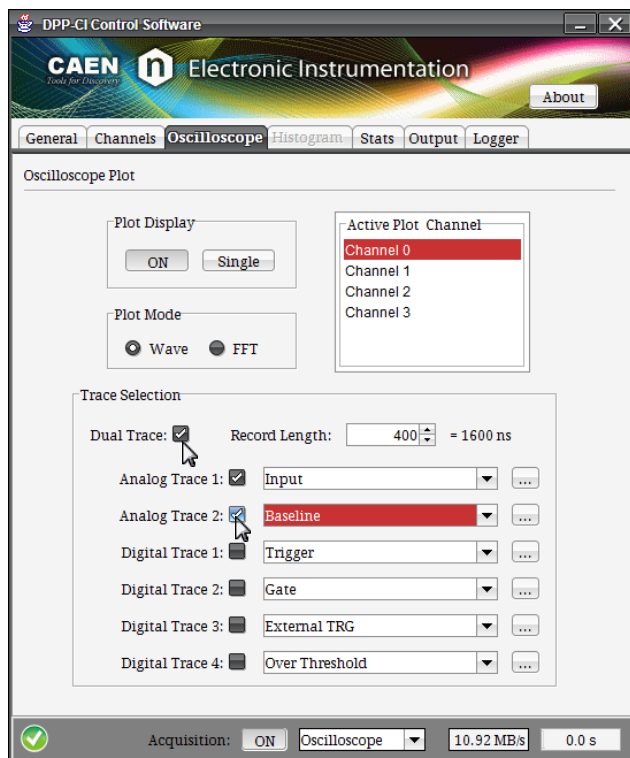 DPP-CI Control Software
CAEN n Electronic Instrumentation
Tools for Discovery
About
General Channels Oscilloscope Histogram Stats Output Logger
Oscilloscope Plot
Plot Display
ON Single
Plot Mode
Wave FFT
Active Plot Channel
Channel 0
Channel 1
Channel 2
Channel 3
Trace Selection
Dual Trace: Record Length: 400 = 1600 ns
Analog Trace 1: Input ...
Analog Trace 2: Baseline ...
Digital Trace 1: Trigger ...
Digital Trace 2: Gate ...
Digital Trace 3: External TRG ...
Digital Trace 4: Over Threshold ...
Acquisition: ON Oscilloscope 10.92 MB/s 0.0 s